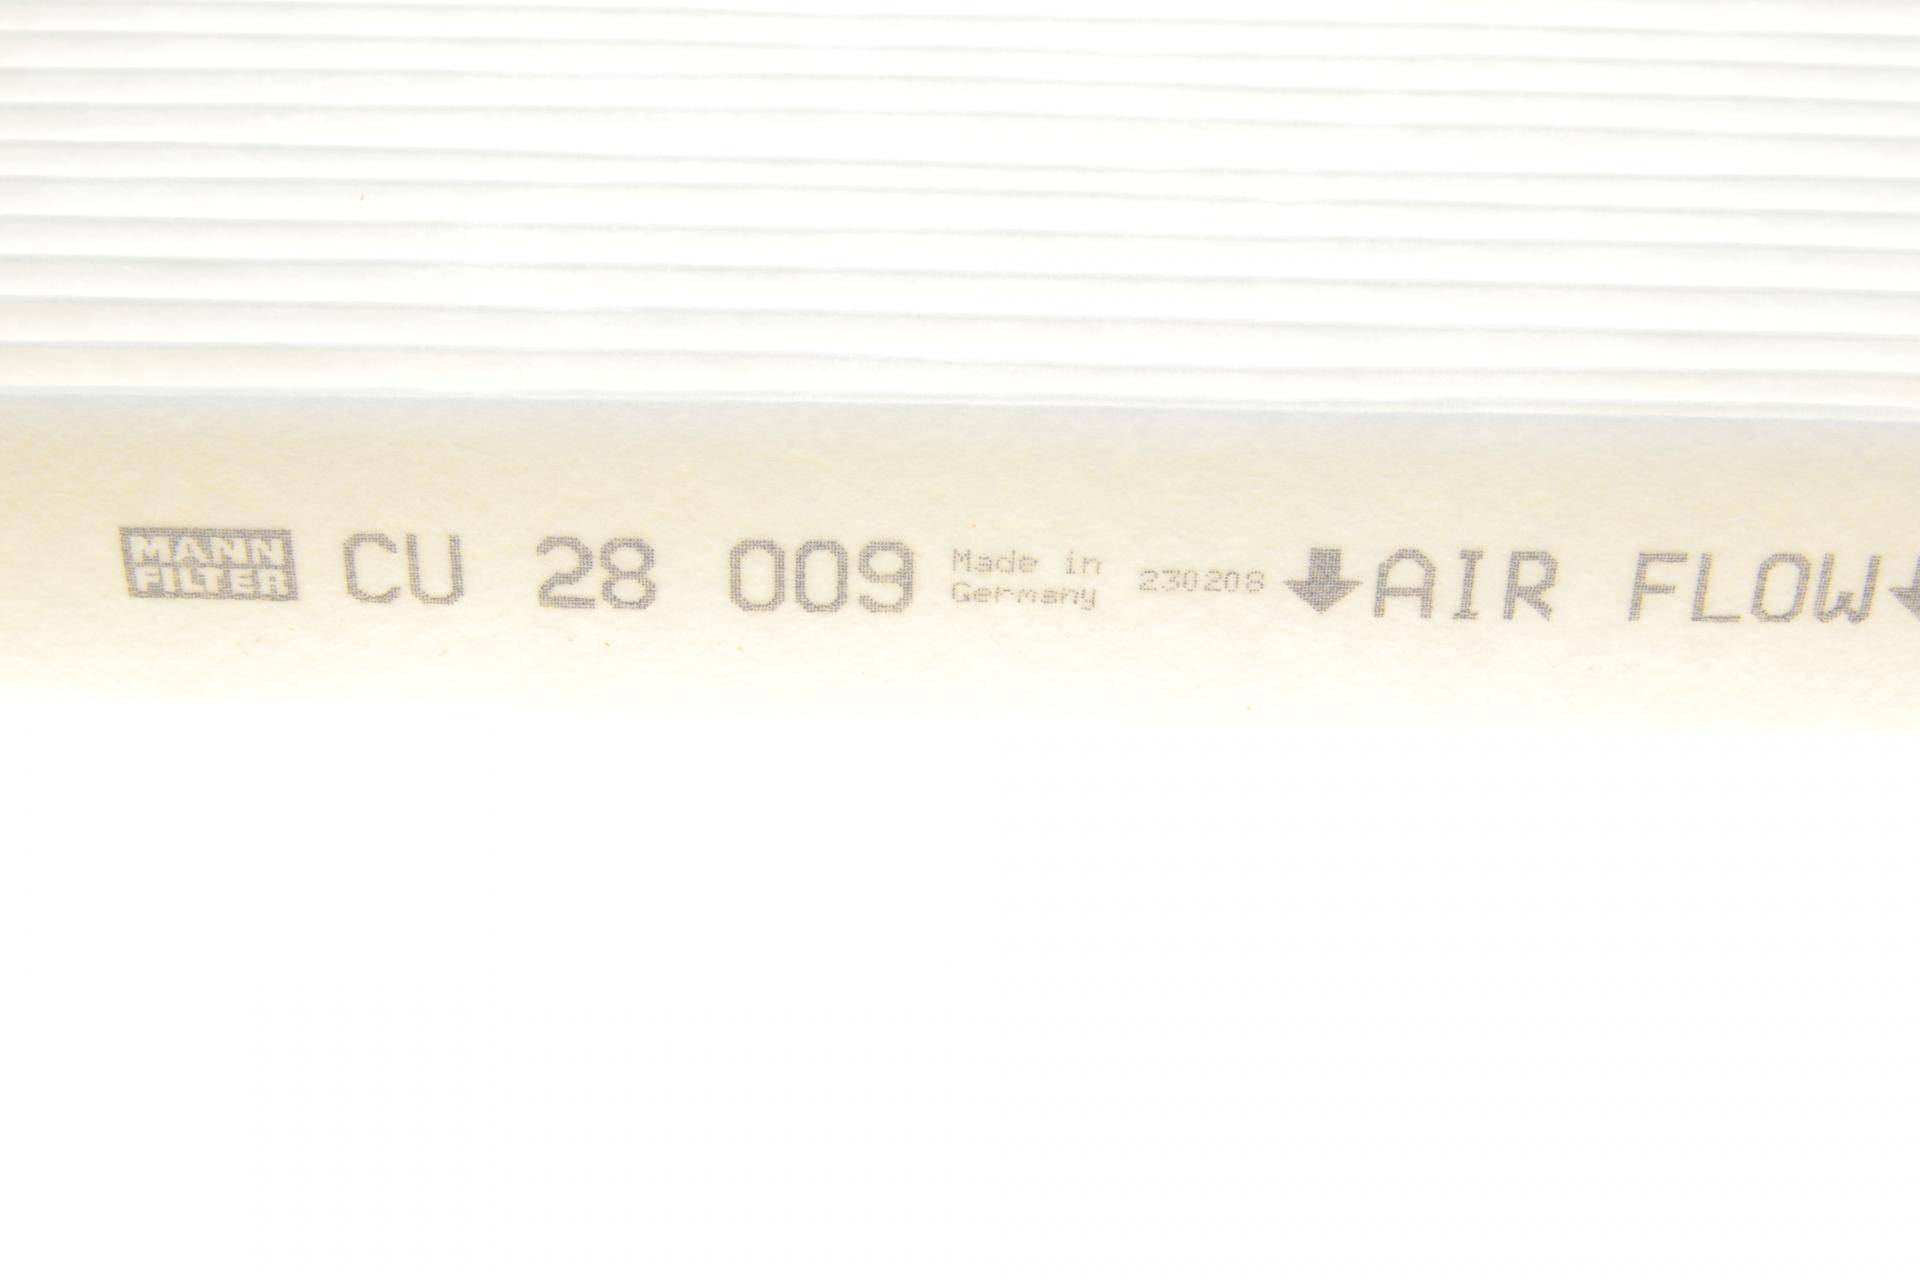 MANN
FILTER
CU 28 009
Made in
Germany
230208
AIR FLOW